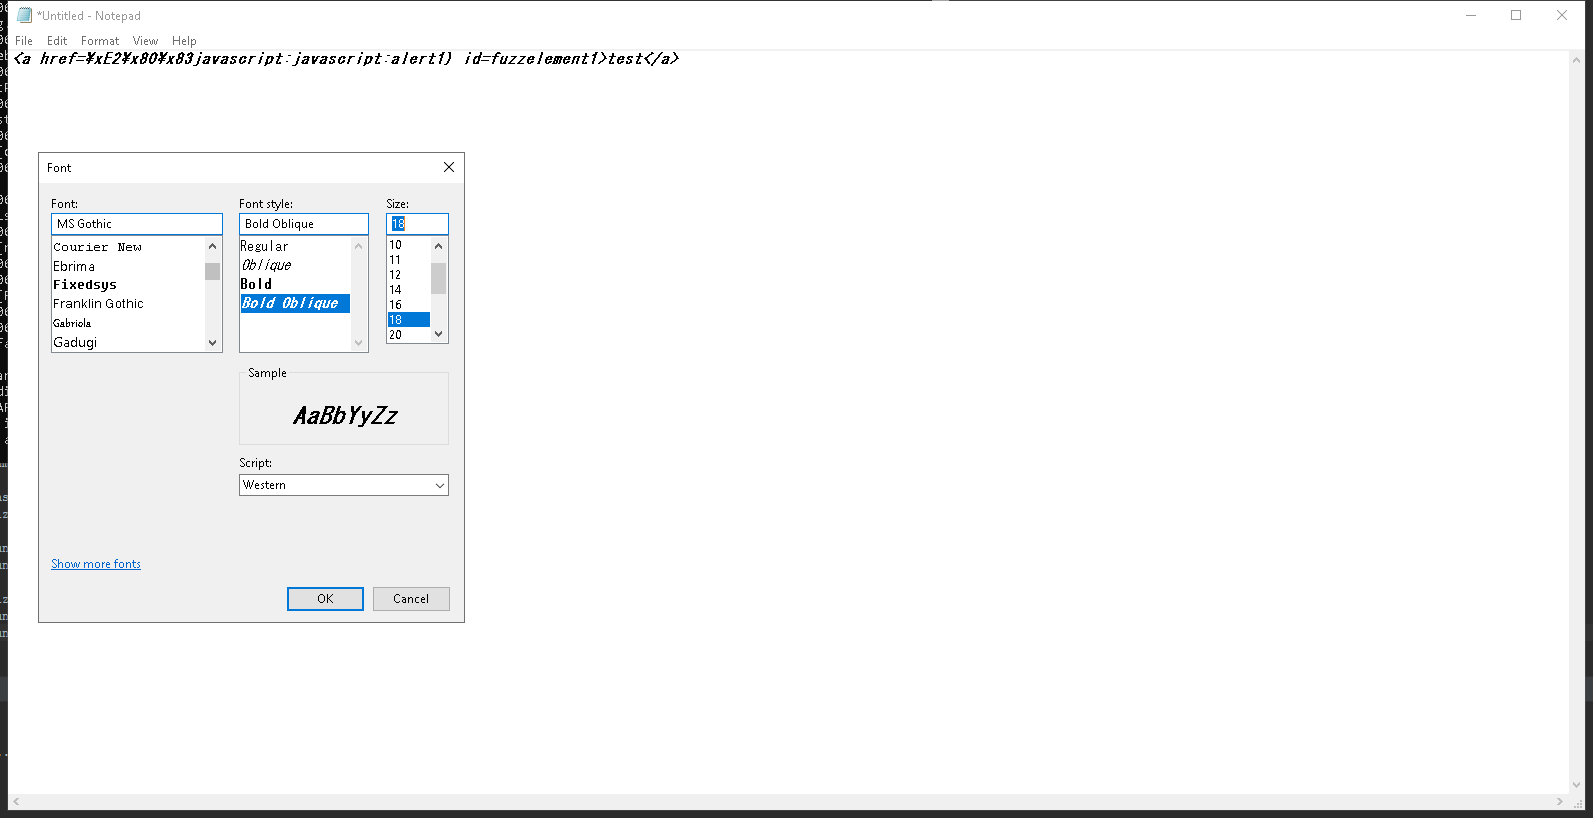 *Untitled - Notepad
File Edit Format View Help
<a href=¥xE2¥x80¥x83javascript:javascript:alert1) id=fuzzelement1>test</a>
Font
Font: Font style: Size:
MS Gothic Bold Oblique 18
Courier New Regular 10
Ebrima Oblique 11
Fixedsys Bold 12
Franklin Gothic Bold Oblique 14
Gabriola 16
Gadugi 18
20
Sample
AaBbYyZz
Script:
Western
Show more fonts
OK Cancel